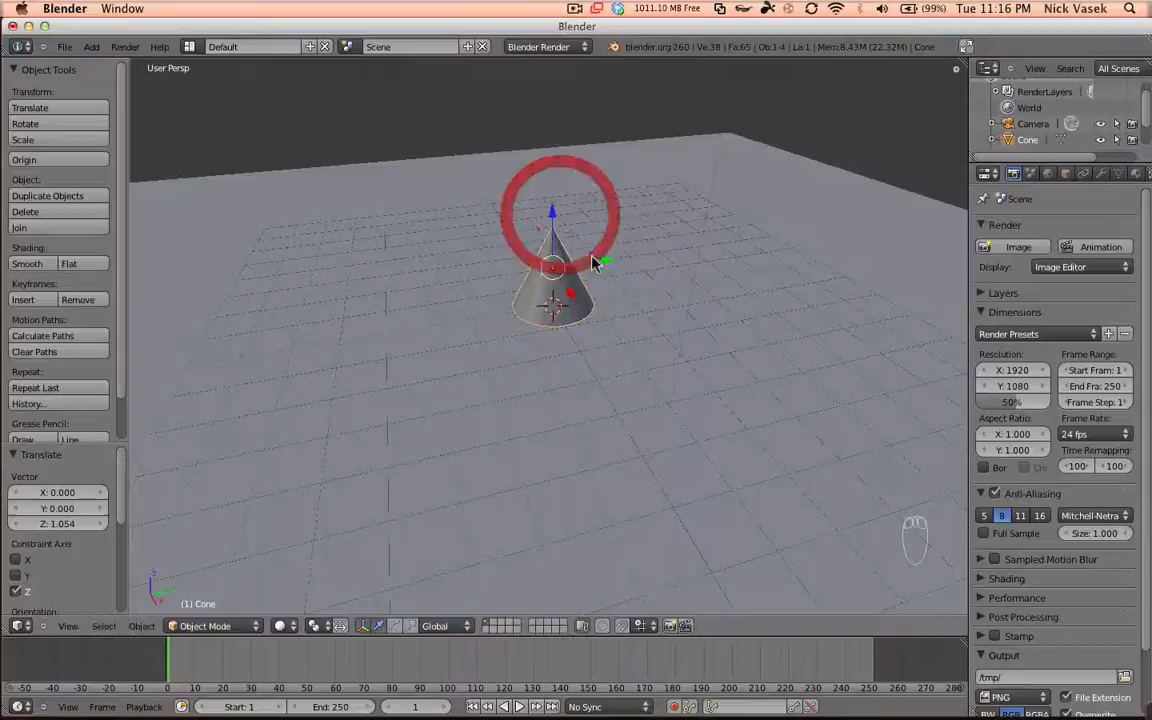 Blender Window 1011.10 MB Free (99%) Tue 11:16 PM Nick Vasek
Blender
File Add Render Help Default Scene Blender Render blender.org 260 | Ve:38 | Fa:65 | Ob:1-4 | La:1 | Mem:8.43M (22.32M) | Cone
View Search All Scenes
User Persp
Object Tools
Transform:
Translate
Rotate
Scale
Origin
Object:
Duplicate Objects
Delete
Join
Shading:
Smooth Flat
Keyframes:
Insert Remove
Motion Paths:
Calculate Paths
Clear Paths
Repeat:
Repeat Last
History...
Grease Pencil:
Draw Line
Translate
Vector
X: 0.000
Y: 0.000
Z: 1.054
Constraint Axis
X
Y
Z
Orientation
(1) Cone
RenderLayers
World
Camera
Cone
Scene
Render
Image Animation
Display: Image Editor
Layers
Dimensions
Render Presets
Resolution: Frame Range:
X: 1920 Start Fram: 1
Y: 1080 End Fra: 250
50% Frame Step: 1
Aspect Ratio: Frame Rate:
X: 1.000 24 fps
Y: 1.000 Time Remapping:
Bor 100 100
Anti-Aliasing
5 8 11 16 Mitchell-Netra
Full Sample Size: 1.000
Sampled Motion Blur
Shading
Performance
Post Processing
Stamp
Output
/tmp/
PNG File Extension
BW RGB RGBA Overwrite
View Select Object Object Mode Global
-50 -40 -30 -20 -10 0 10 20 30 40 50 60 70 80 90 100 110 120 130 140 150 160 170 180 190 200 210 220 230 240 250 260 270 280
View Frame Playback Start: 1 End: 250 1 No Sync